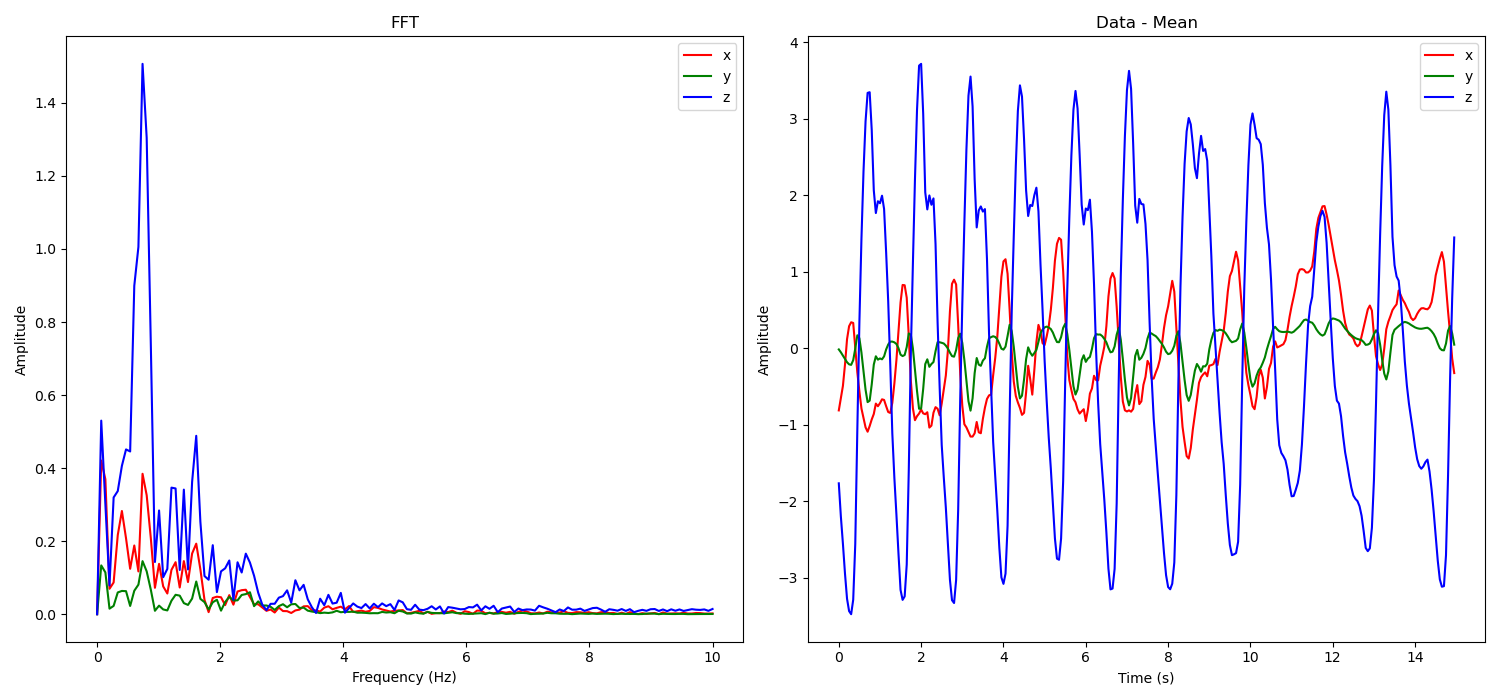 FFT
Amplitude
1.4
1.2
1.0
0.8
0.6
0.4
0.2
0.0
0 2 4 6 8 10
Frequency (Hz)
x
y
z
Data - Mean
Amplitude
4
3
2
1
0
−1
−2
−3
0 2 4 6 8 10 12 14
Time (s)
x
y
z